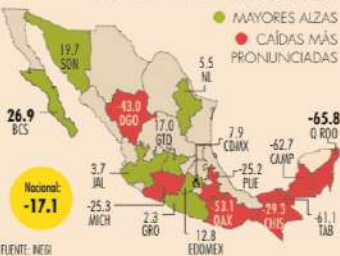 MAYORES ALZAS
CAÍDAS MÁS
PRONUNCIADAS
19.7
SON
5.5
NL
-43.0
DGO
26.9
BCS
17.0
GTO
7.9
CDMX
-65.8
Q ROO
-62.7
CAMP
3.7
JAL
-25.2
PUE
Nacional:
-17.1
-25.3
MICH
2.3
GRO
-53.1
OAX
-29.3
CHIS
-61.1
TAB
12.8
EDOMEX
FUENTE: INEGI